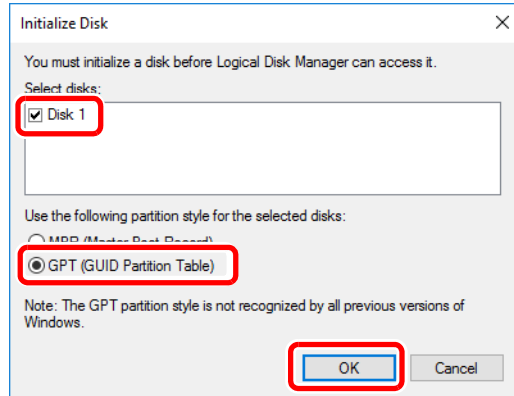 Initialize Disk
You must initialize a disk before Logical Disk Manager can access it.
Select disks:
Disk 1
Use the following partition style for the selected disks:
MBR (Master Boot Record)
GPT (GUID Partition Table)
Note: The GPT partition style is not recognized by all previous versions of
Windows.
OK Cancel